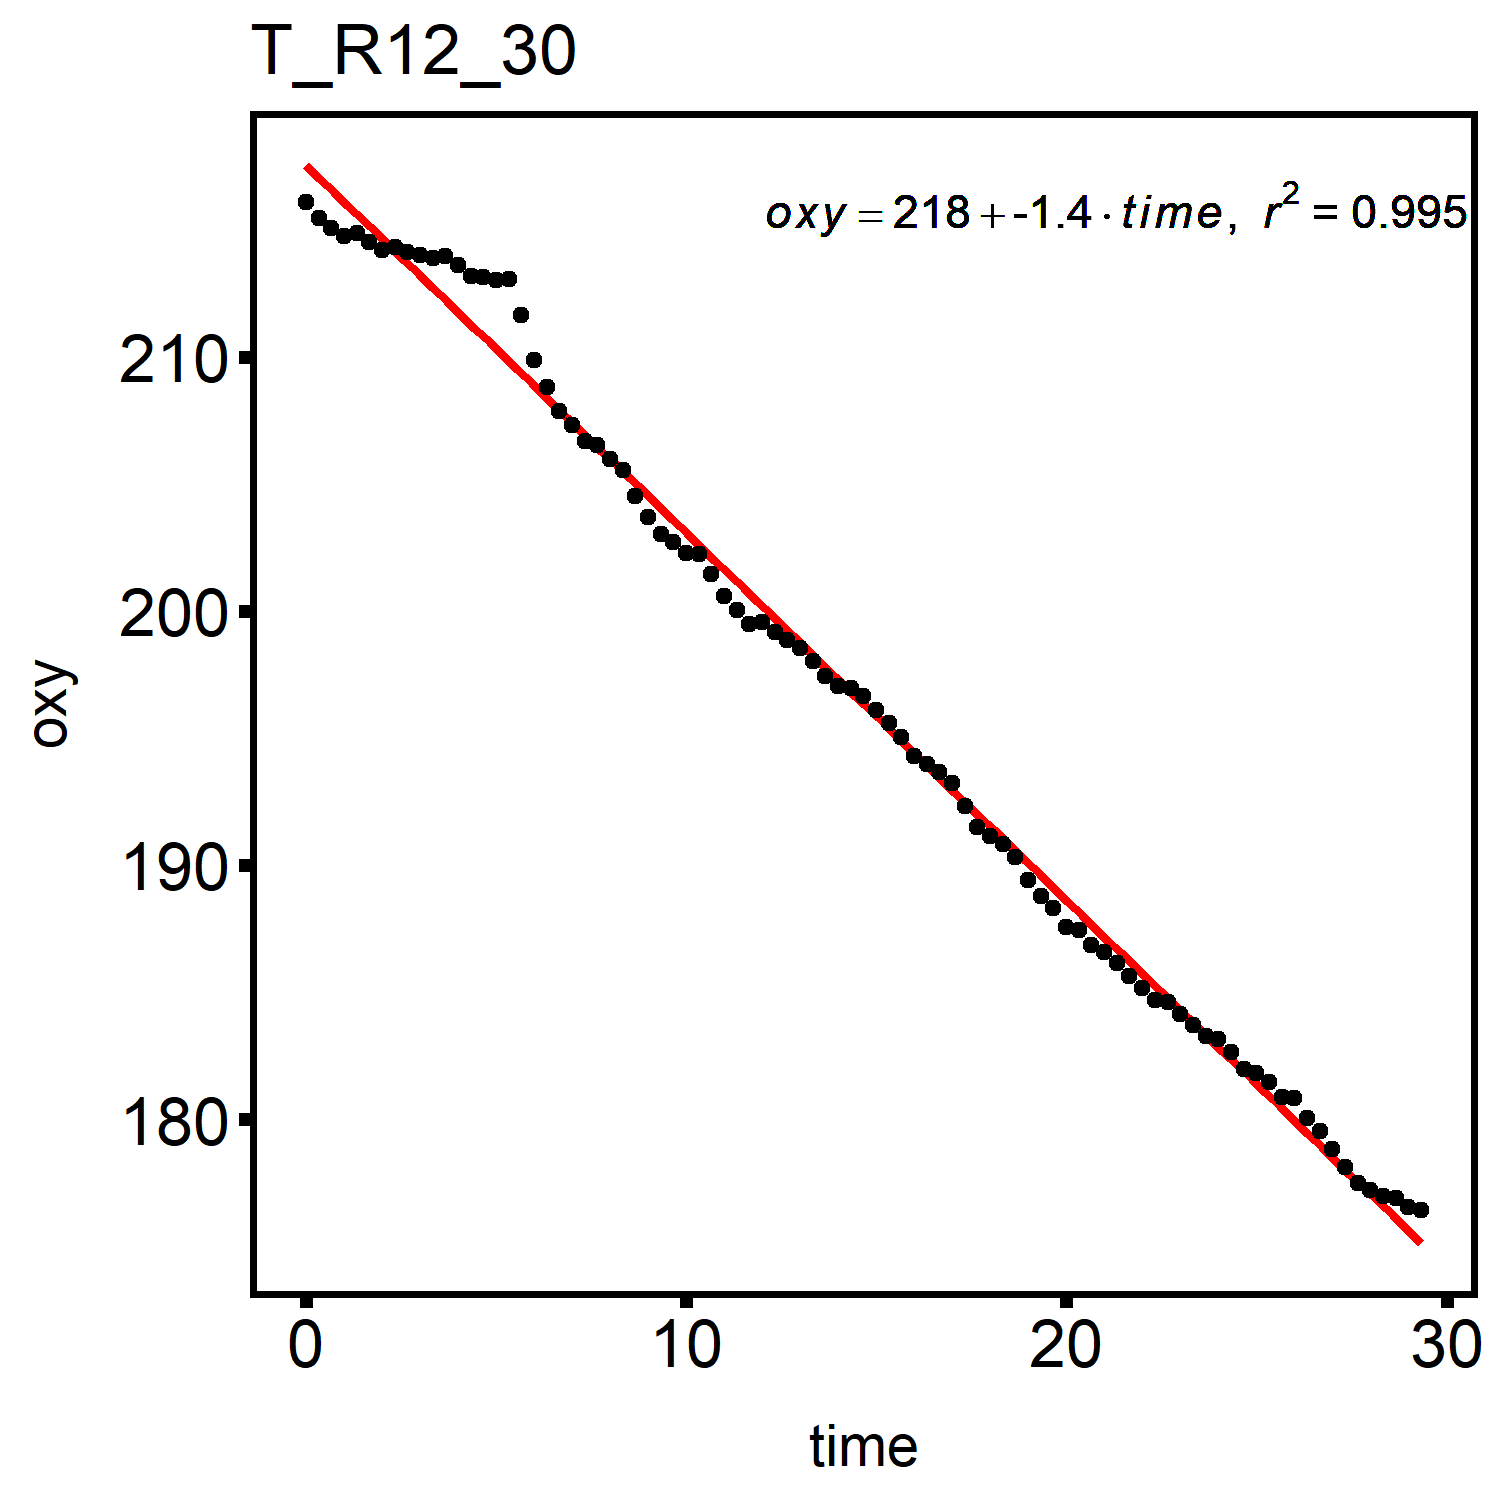 T_R12_30
oxy = 218 + -1.4 · time, r² = 0.995
210
200
190
180
oxy
0 10 20 30
time